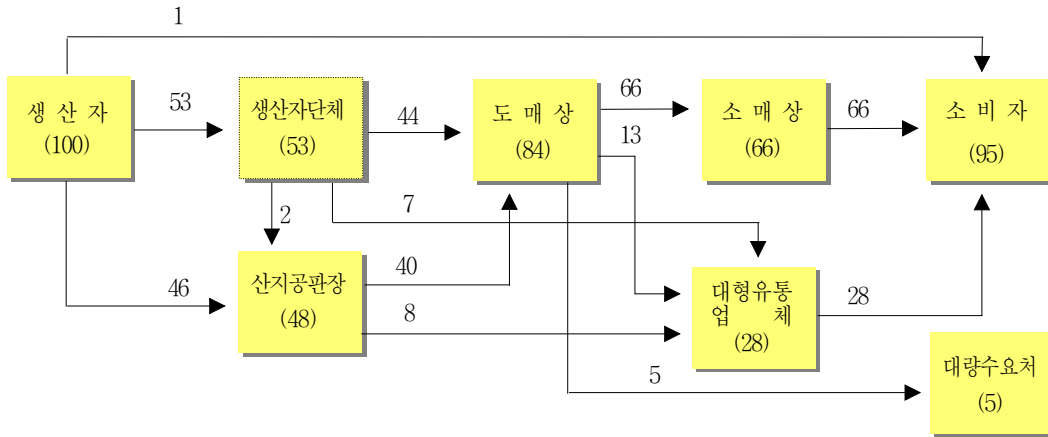 1
생 산 자
(100)
53
생산자단체
(53)
44
도 매 상
(84)
66
소 매 상
(66)
66
소 비 자
(95)
13
2
7
46
산지공판장
(48)
40
8
대형유통
업 체
(28)
28
5
대량수요처
(5)